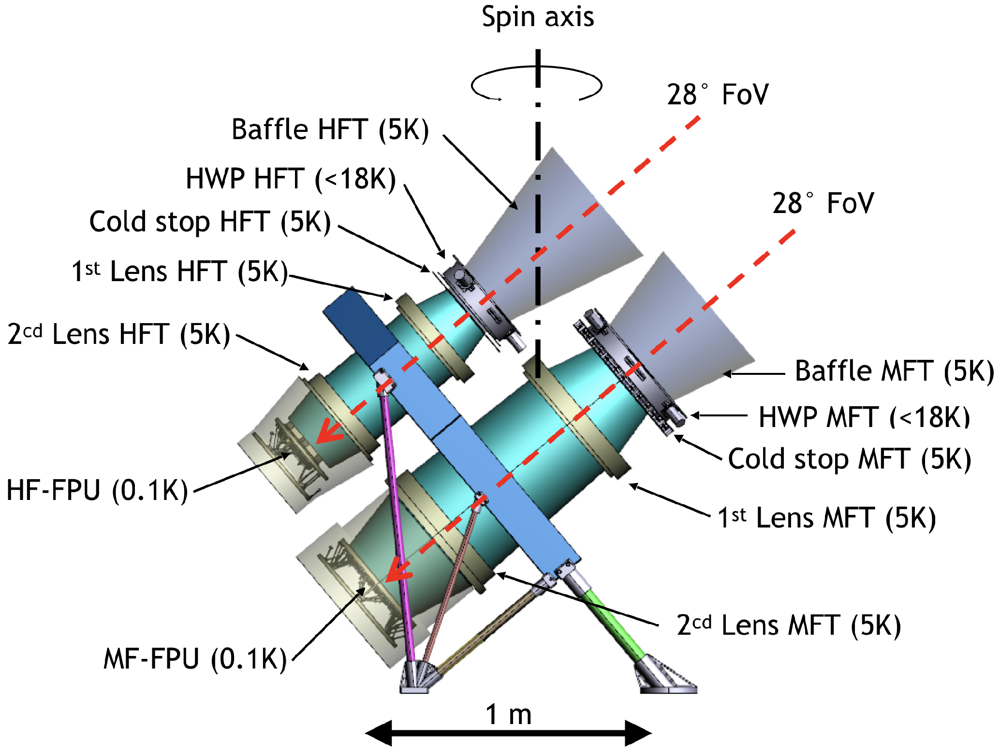 Spin axis
28° FoV
Baffle HFT (5K)
HWP HFT (<18K)
28° FoV
Cold stop HFT (5K)
1st Lens HFT (5K)
2cd Lens HFT (5K)
Baffle MFT (5K)
HWP MFT (<18K)
Cold stop MFT (5K)
HF-FPU (0.1K)
1st Lens MFT (5K)
2cd Lens MFT (5K)
MF-FPU (0.1K)
1 m